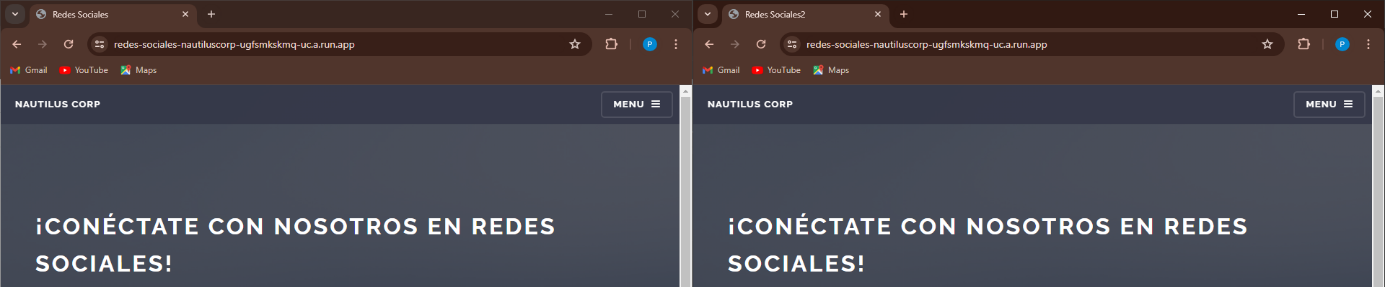 Redes Sociales
redes-sociales-nautiluscorp-ugfsmkskmq-uc.a.run.app
P
Gmail YouTube Maps
NAUTILUS CORP MENU
¡CONÉCTATE CON NOSOTROS EN REDES
SOCIALES!
Redes Sociales2
redes-sociales-nautiluscorp-ugfsmkskmq-uc.a.run.app
P
Gmail YouTube Maps
NAUTILUS CORP MENU
¡CONÉCTATE CON NOSOTROS EN REDES
SOCIALES!